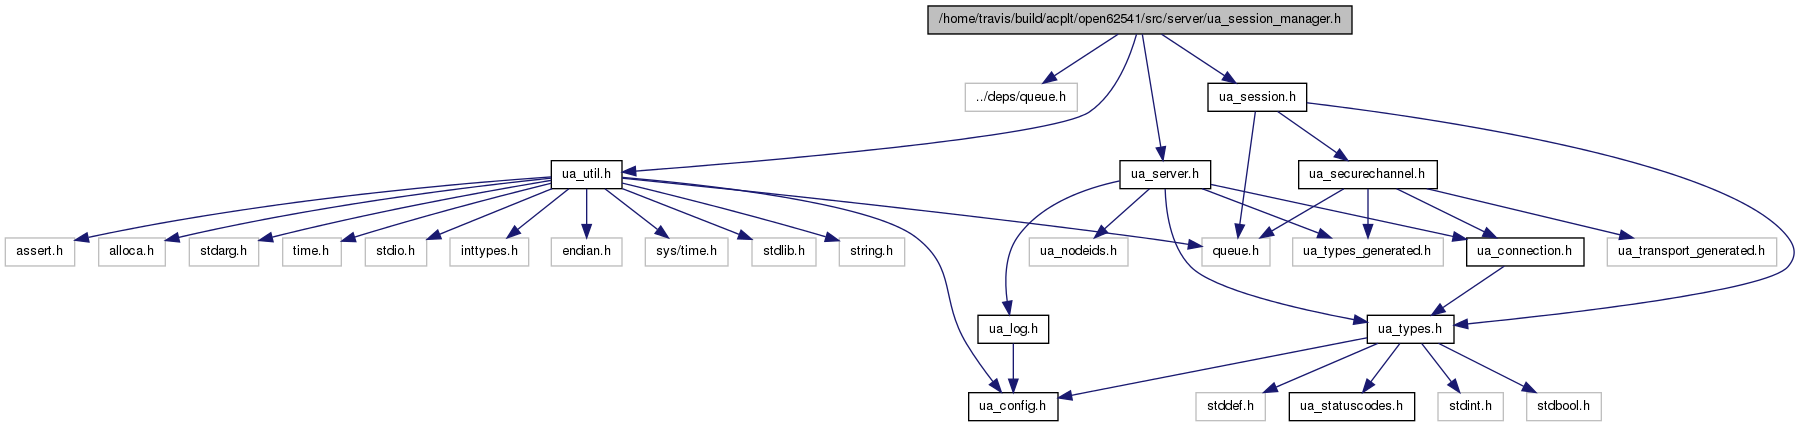 /home/travis/build/acplt/open62541/src/server/ua_session_manager.h
../deps/queue.h
ua_session.h
ua_util.h
ua_server.h
ua_securechannel.h
assert.h
alloca.h
stdarg.h
time.h
stdio.h
inttypes.h
endian.h
sys/time.h
stdlib.h
string.h
ua_nodeids.h
queue.h
ua_types_generated.h
ua_connection.h
ua_transport_generated.h
ua_log.h
ua_types.h
ua_config.h
stddef.h
ua_statuscodes.h
stdint.h
stdbool.h